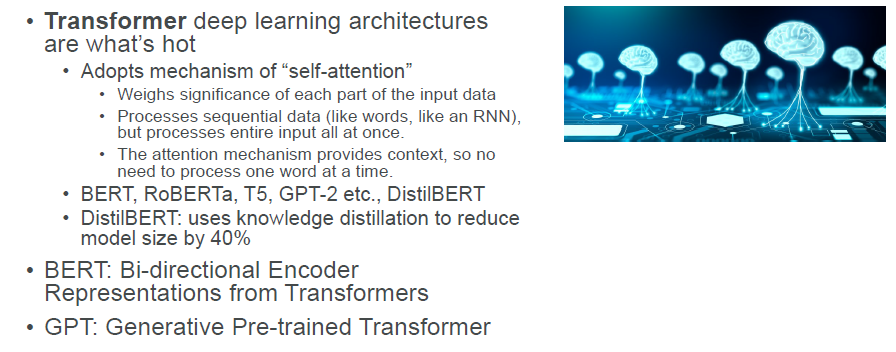 • Transformer deep learning architectures
are what's hot
• Adopts mechanism of “self-attention”
• Weighs significance of each part of the input data
• Processes sequential data (like words, like an RNN),
but processes entire input all at once.
• The attention mechanism provides context, so no
need to process one word at a time.
• BERT, RoBERTa, T5, GPT-2 etc., DistilBERT
• DistilBERT: uses knowledge distillation to reduce
model size by 40%
• BERT: Bi-directional Encoder
Representations from Transformers
• GPT: Generative Pre-trained Transformer